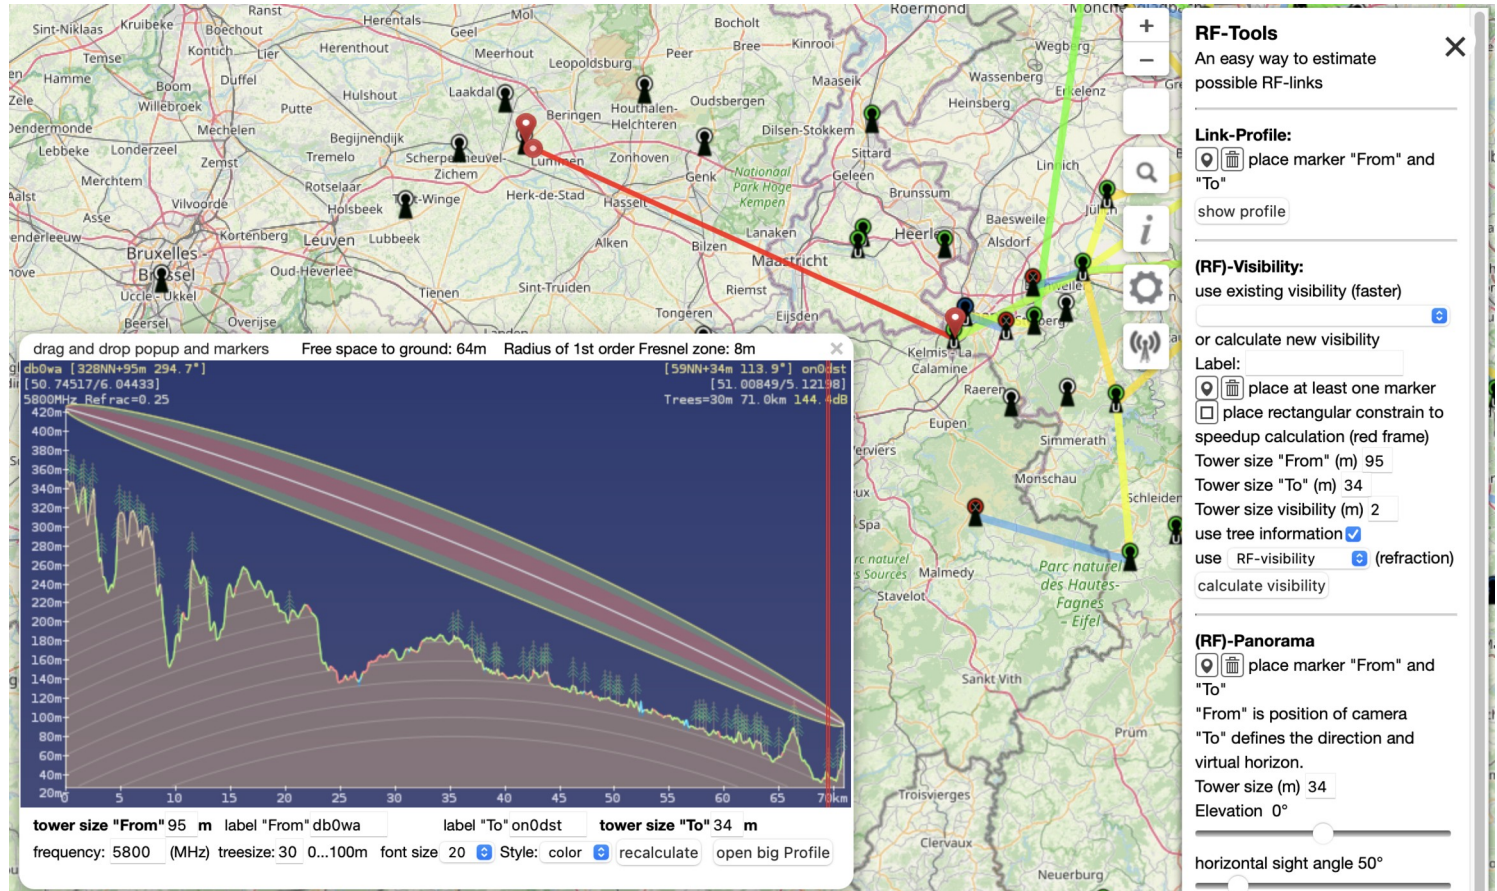 Sint-Niklaas
Kruibeke
Ranst
Boechout
Herentals
Mol
Geel
Bocholt
Roermond
Temse
Kontich
Lier
Herenthout
Meerhout
Leopoldsburg
Peer
Bree
Kinrooi
Wegberg
Hamme
Boom
Duffel
Hulshout
Laakdal
Maaseik
Wassenberg
Erkelenz
Zele
Willebroek
Putte
Beringen
Houthalen-
Helchteren
Oudsbergen
Heinsberg
Dendermonde
Mechelen
Begijnendijk
Dilsen-Stokkem
Lebbeke
Londerzeel
Zemst
Tremelo
Lummen
Zonhoven
Sittard
Zichem
Genk
Nationaal
Park Hoge
Kempen
Geleen
Merchtem
Rotselaar
Herk-de-Stad
Hasselt
Brunssum
Vilvoorde
Holsbeek
Asse
Kortenberg
Leuven
Lubbeek
Alken
Bilzen
Lanaken
Heerlen
Baesweiler
Alsdorf
Bruxelles -
Brussel
Oud-Heverlee
Maastricht
Uccle - Ukkel
Tienen
Sint-Truiden
Riemst
Beersel
Overijse
Tongeren
Eijsden
Landen
Kelmis - La
Calamine
Raeren
Eupen
Simmerath
Monschau
Schleiden
Spa
Malmedy
Parc naturel
des Hautes-
Fagnes
- Eifel
Stavelot
Sankt Vith
Prüm
Troisvierges
Clervaux
Neuerburg
+
−
i
drag and drop popup and markers
Free space to ground: 64m
Radius of 1st order Fresnel zone: 8m
db0wa [328NN+95m 294.7°]
[59NN+34m 113.9°] on0dst
[50.74517/6.04433]
[51.00849/5.12198]
5800MHz Refrac=0.25
Trees=30m 71.0km 144.4dB
420m
400m
380m
360m
340m
320m
300m
280m
260m
240m
220m
200m
180m
160m
140m
120m
100m
80m
60m
40m
20m
0 5 10 15 20 25 30 35 40 45 50 55 60 65 70km
tower size "From" 95 m label "From" db0wa label "To" on0dst tower size "To" 34 m
frequency: 5800 (MHz) treesize: 30 0...100m font size 20 Style: color recalculate open big Profile
RF-Tools
An easy way to estimate
possible RF-links
Link-Profile:
place marker "From" and
"To"
show profile
(RF)-Visibility:
use existing visibility (faster)
or calculate new visibility
Label:
place at least one marker
place rectangular constrain to
speedup calculation (red frame)
Tower size "From" (m) 95
Tower size "To" (m) 34
Tower size visibility (m) 2
use tree information
use RF-visibility (refraction)
calculate visibility
(RF)-Panorama
place marker "From" and
"To"
"From" is position of camera
"To" defines the direction and
virtual horizon.
Tower size (m) 34
Elevation 0°
horizontal sight angle 50°